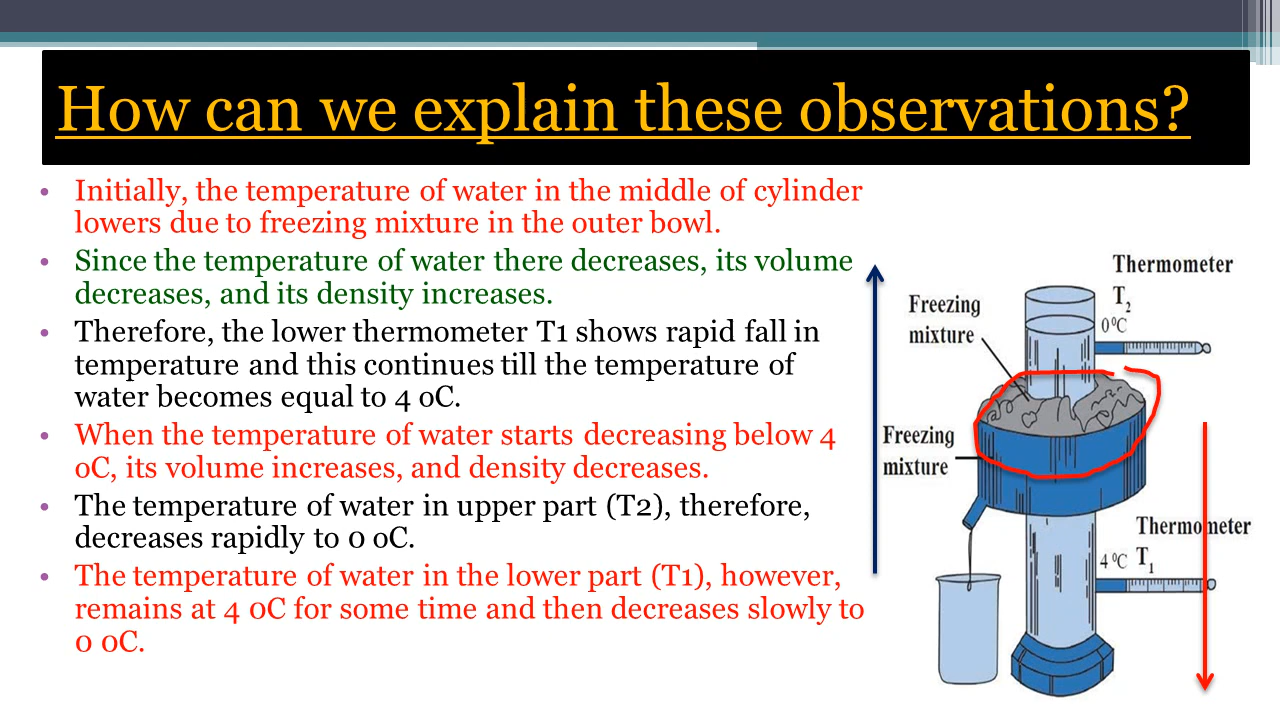 How can we explain these observations?
• Initially, the temperature of water in the middle of cylinder
lowers due to freezing mixture in the outer bowl.
• Since the temperature of water there decreases, its volume
decreases, and its density increases.
• Therefore, the lower thermometer T1 shows rapid fall in
temperature and this continues till the temperature of
water becomes equal to 4 oC.
• When the temperature of water starts decreasing below 4
oC, its volume increases, and density decreases.
• The temperature of water in upper part (T2), therefore,
decreases rapidly to 0 oC.
• The temperature of water in the lower part (T1), however,
remains at 4 0C for some time and then decreases slowly to
0 0C.
Thermometer
T2
0⁰C
Freezing
mixture
Freezing
mixture
Thermometer
4 ⁰C T1